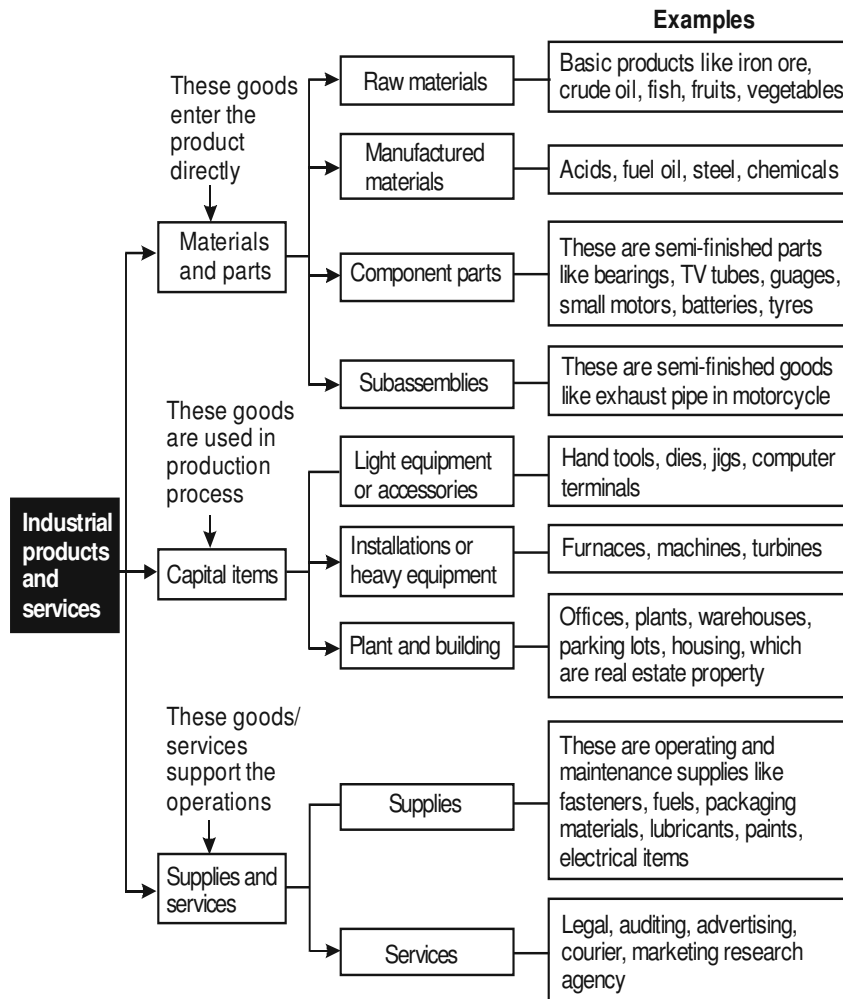 Examples
These goods
enter the
product
directly
Raw materials
Basic products like iron ore,
crude oil, fish, fruits, vegetables
Manufactured
materials
Acids, fuel oil, steel, chemicals
Materials
and parts
Component parts
These are semi-finished parts
like bearings, TV tubes, guages,
small motors, batteries, tyres
Subassemblies
These are semi-finished goods
like exhaust pipe in motorcycle
These goods
are used in
production
process
Light equipment
or accessories
Hand tools, dies, jigs, computer
terminals
Industrial
products
and
services
Capital items
Installations or
heavy equipment
Furnaces, machines, turbines
Plant and building
Offices, plants, warehouses,
parking lots, housing, which
are real estate property
These goods/
services
support the
operations
Supplies
These are operating and
maintenance supplies like
fasteners, fuels, packaging
materials, lubricants, paints,
electrical items
Supplies and
services
Services
Legal, auditing, advertising,
courier, marketing research
agency